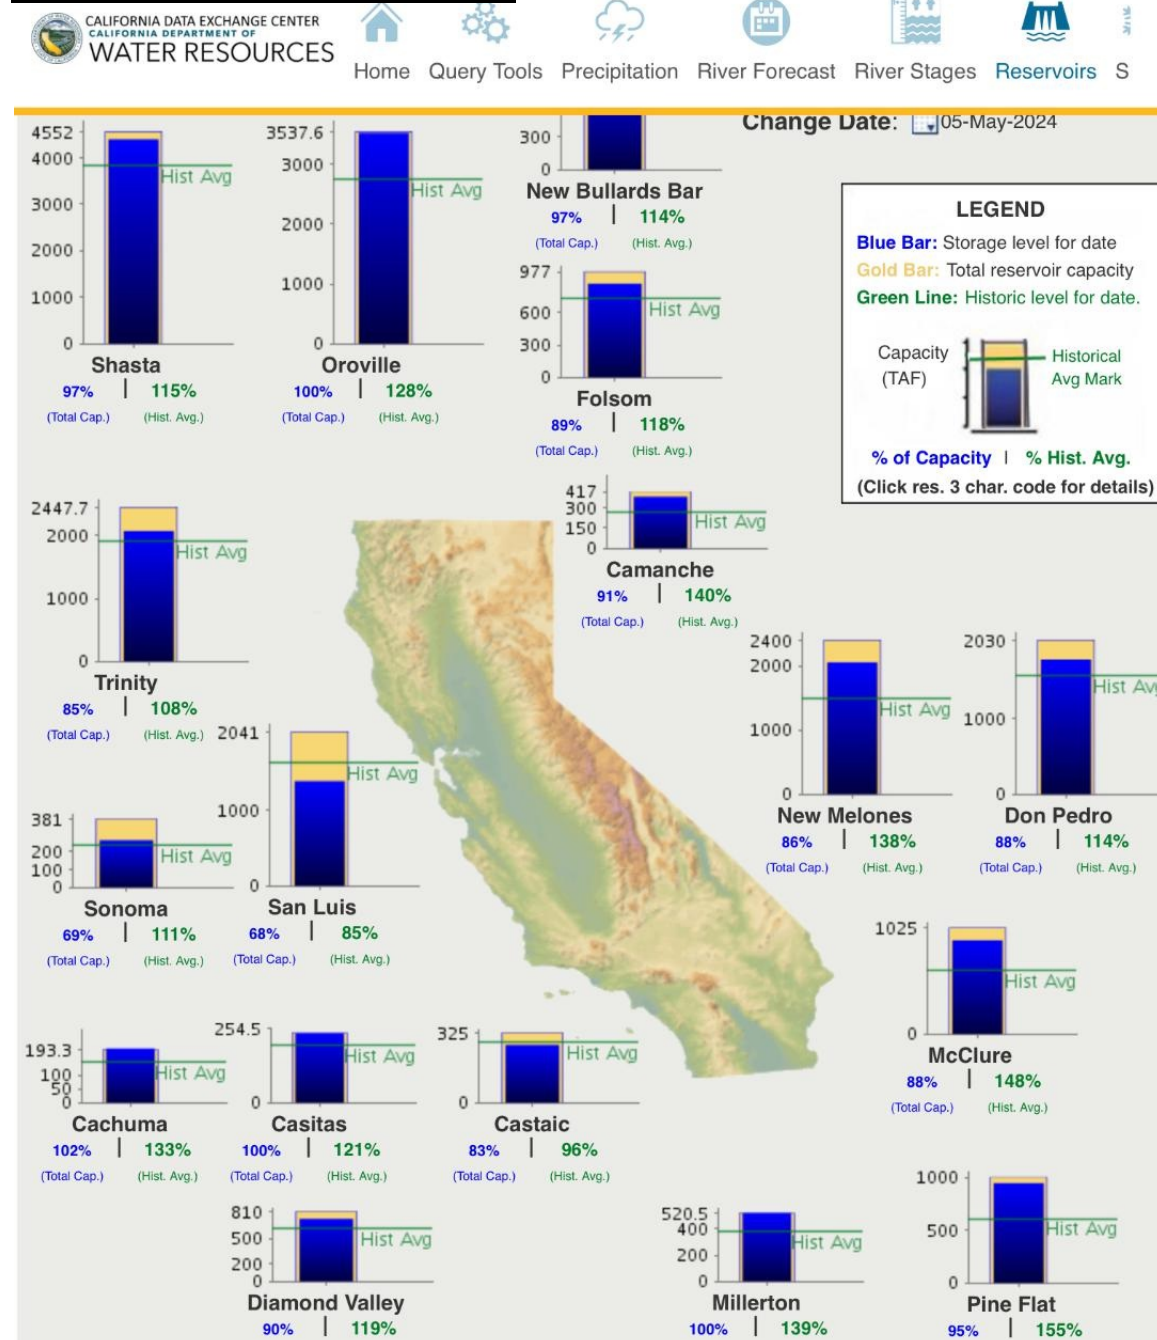 CALIFORNIA DATA EXCHANGE CENTER
CALIFORNIA DEPARTMENT OF
WATER RESOURCES
Home Query Tools Precipitation River Forecast River Stages Reservoirs S
Change Date: 05-May-2024
4552
4000
3000
2000
1000
0
Hist Avg
Shasta
97% | 115%
(Total Cap.) (Hist. Avg.)
3537.6
3000
2000
1000
0
Hist Avg
Oroville
100% | 128%
(Total Cap.) (Hist. Avg.)
300
0
New Bullards Bar
97% | 114%
(Total Cap.) (Hist. Avg.)
977
600
300
0
Hist Avg
Folsom
89% | 118%
(Total Cap.) (Hist. Avg.)
LEGEND
Blue Bar: Storage level for date
Gold Bar: Total reservoir capacity
Green Line: Historic level for date.
Capacity
(TAF)
Historical
Avg Mark
% of Capacity | % Hist. Avg.
(Click res. 3 char. code for details)
2447.7
2000
1000
0
Hist Avg
Trinity
85% | 108%
(Total Cap.) (Hist. Avg.)
417
300
150
0
Hist Avg
Camanche
91% | 140%
(Total Cap.) (Hist. Avg.)
2400
2000
1000
0
Hist Avg
New Melones
86% | 138%
(Total Cap.) (Hist. Avg.)
2030
1000
0
Hist Avg
Don Pedro
88% | 114%
(Total Cap.) (Hist. Avg.)
381
200
100
0
Hist Avg
Sonoma
69% | 111%
(Total Cap.) (Hist. Avg.)
2041
1000
0
Hist Avg
San Luis
68% | 85%
(Total Cap.) (Hist. Avg.)
1025
0
Hist Avg
McClure
88% | 148%
(Total Cap.) (Hist. Avg.)
193.3
100
50
0
Hist Avg
Cachuma
102% | 133%
(Total Cap.) (Hist. Avg.)
254.5
0
Hist Avg
Casitas
100% | 121%
(Total Cap.) (Hist. Avg.)
325
0
Hist Avg
Castaic
83% | 96%
(Total Cap.) (Hist. Avg.)
810
500
200
0
Hist Avg
Diamond Valley
90% | 119%
520.5
400
200
0
Hist Avg
Millerton
100% | 139%
1000
500
0
Hist Avg
Pine Flat
95% | 155%